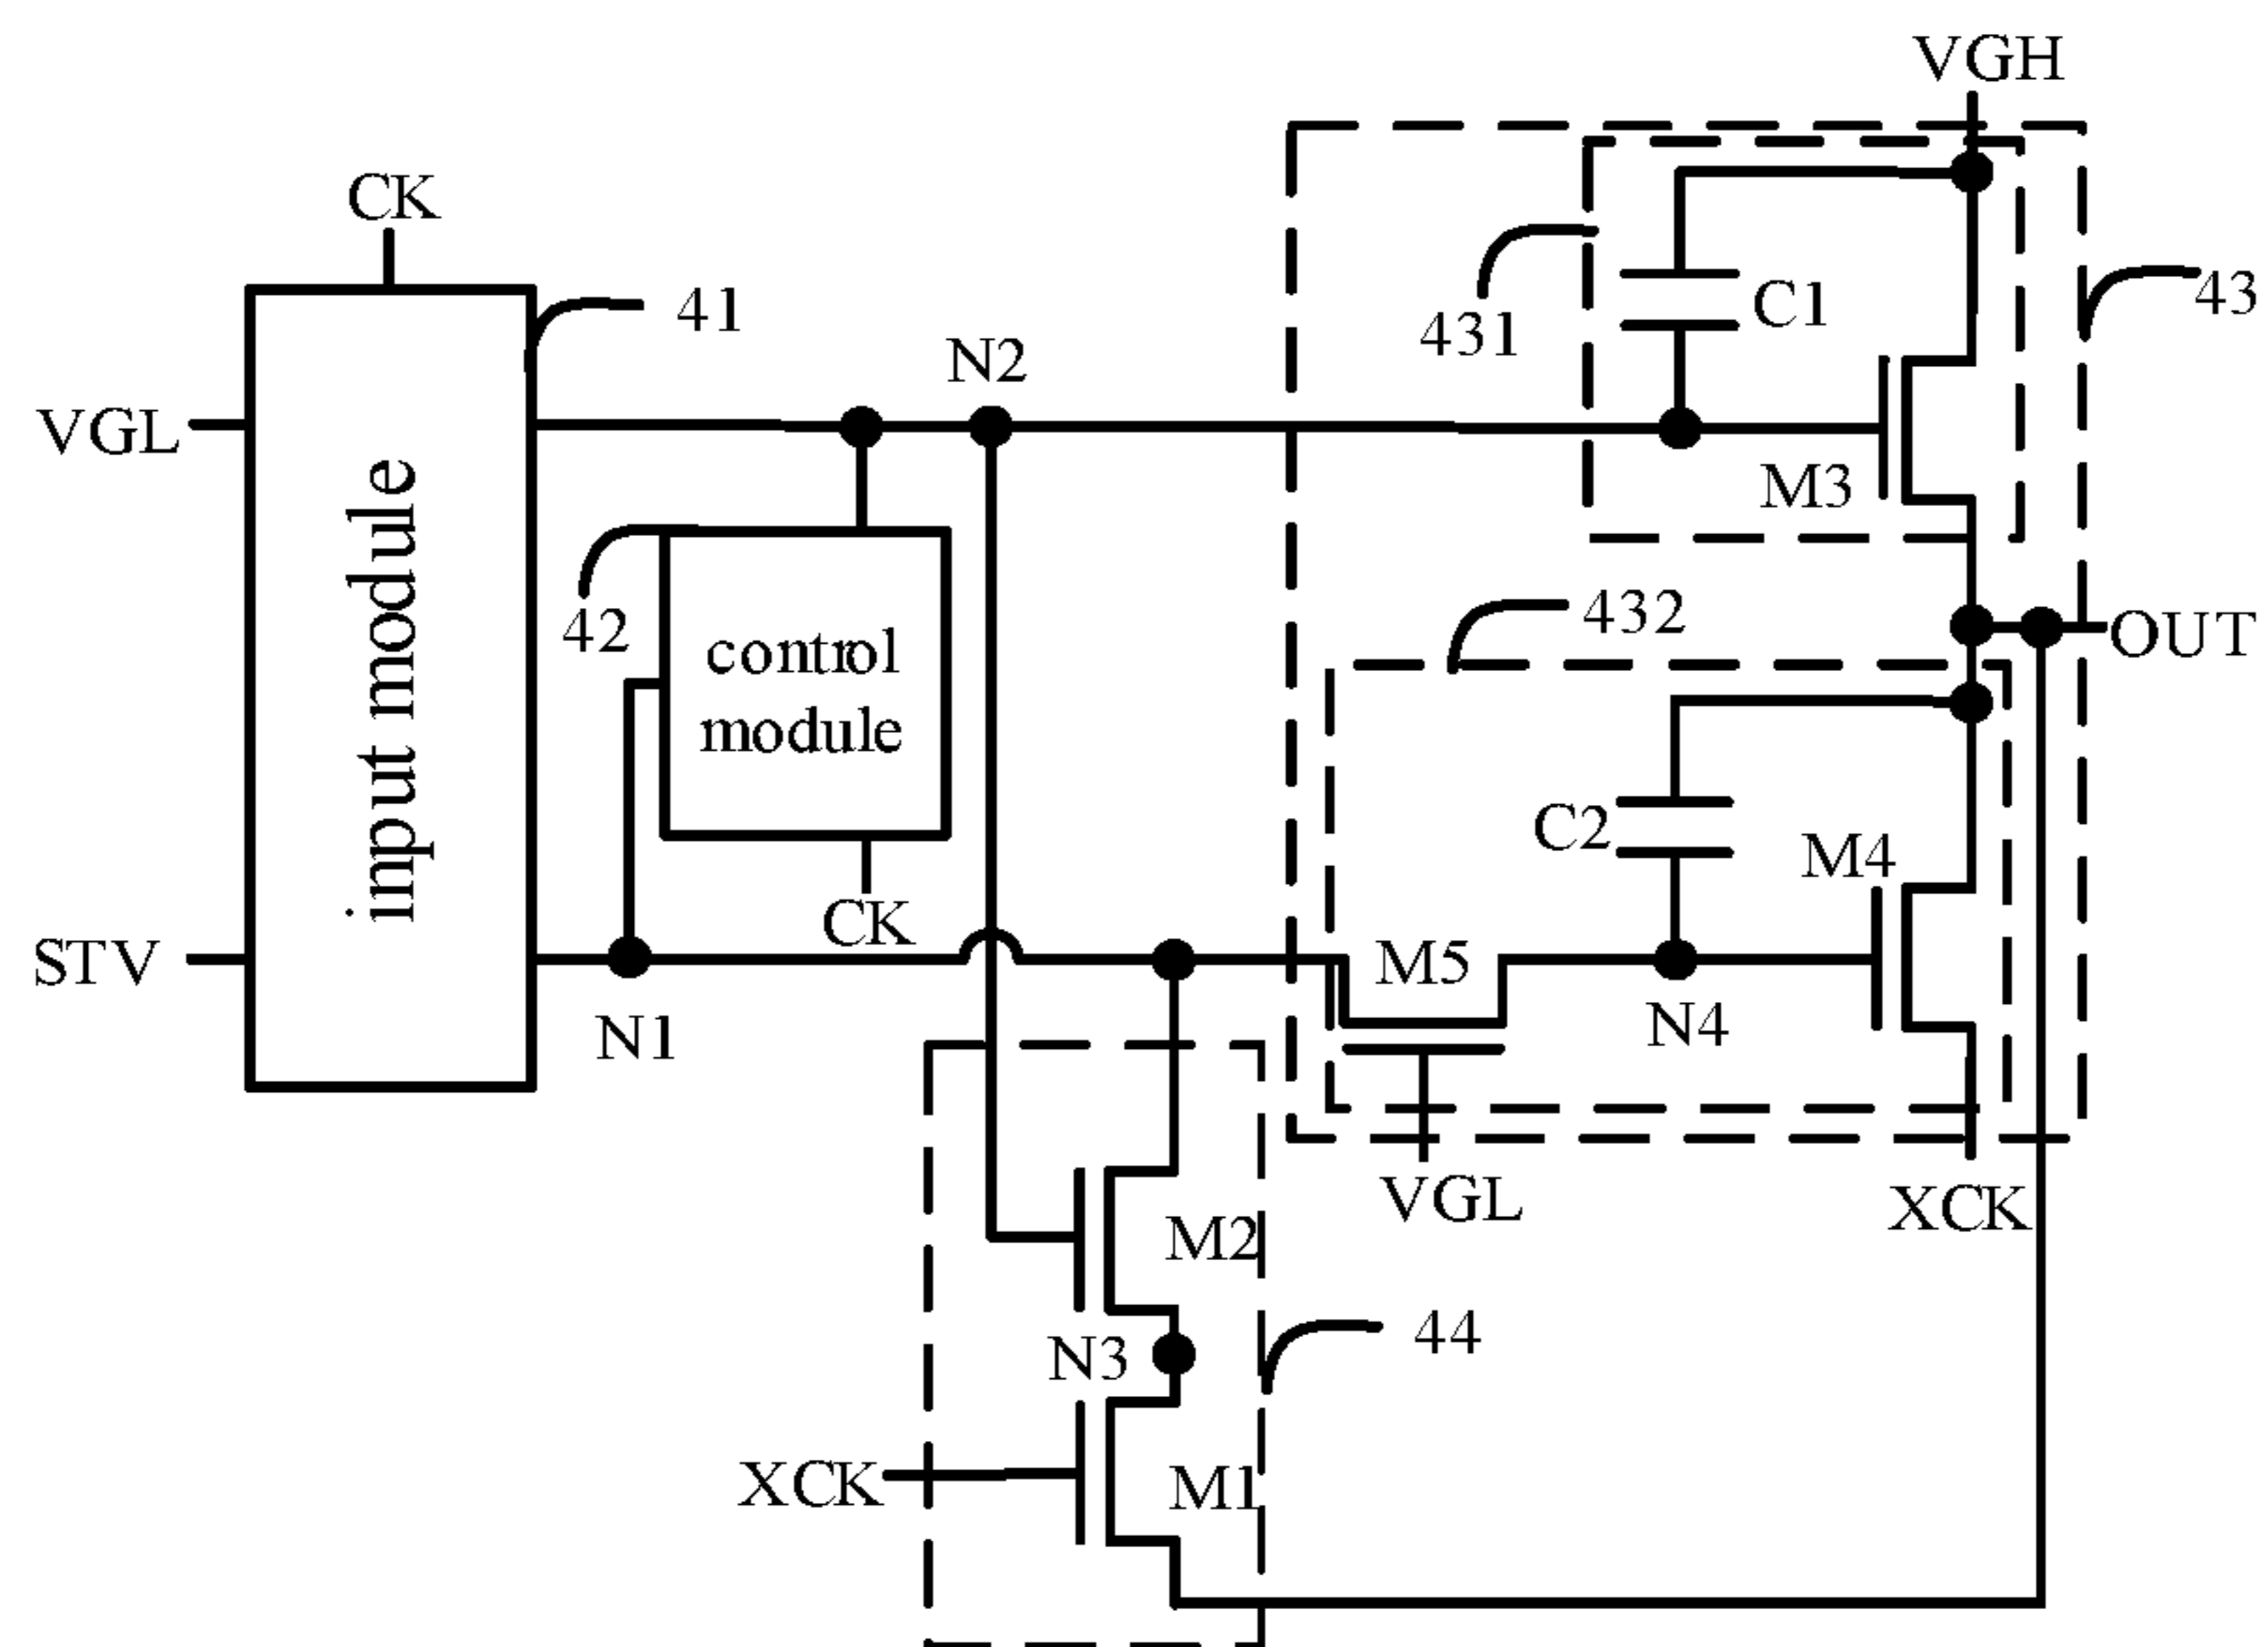 VGH
CK
41
C1
43
431
N2
VGL
M3
input module
42
control
module
432
OUT
C2
M4
CK
STV
M5
N1
N4
VGL
XCK
M2
N3
44
XCK
M1